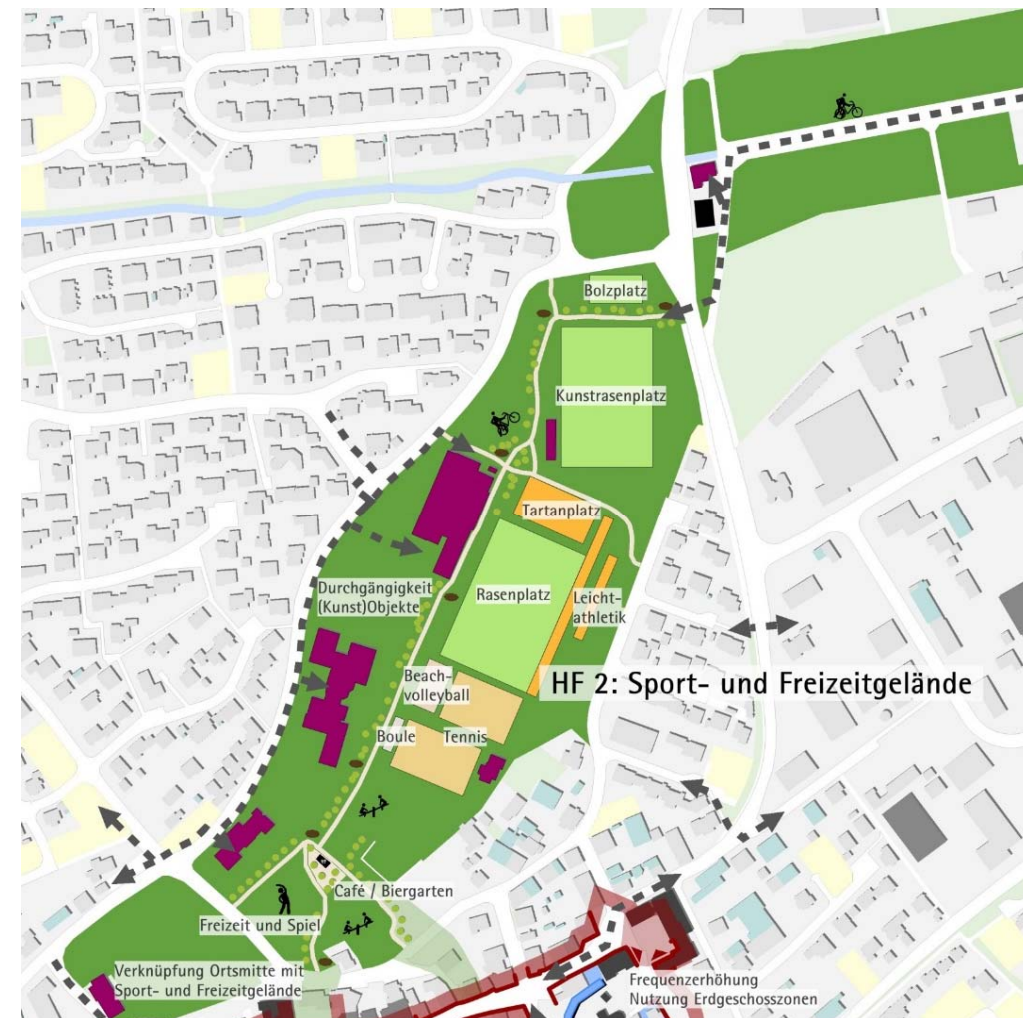 Bolzplatz
Kunstrasenplatz
Tartanplatz
Durchgängigkeit
(Kunst)Objekte
Rasenplatz
Leicht-
athletik
Beach-
volleyball
HF 2: Sport- und Freizeitgelände
Boule
Tennis
Café / Biergarten
Freizeit und Spiel
Verknüpfung Ortsmitte mit
Sport- und Freizeitgelände
Frequenzerhöhung
Nutzung Erdgeschosszonen